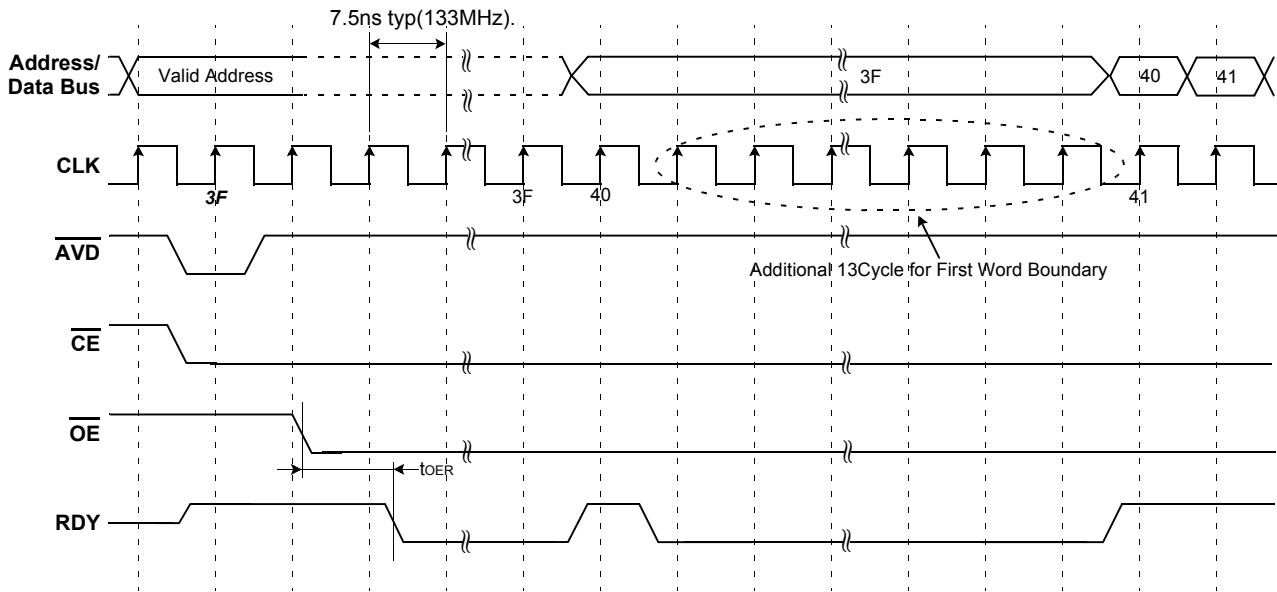 7.5ns typ(133MHz).
Address/
Data Bus
Valid Address
3F
40
41
CLK
3F
3F
40
41
AVD
Additional 13Cycle for First Word Boundary
CE
OE
tOER
RDY